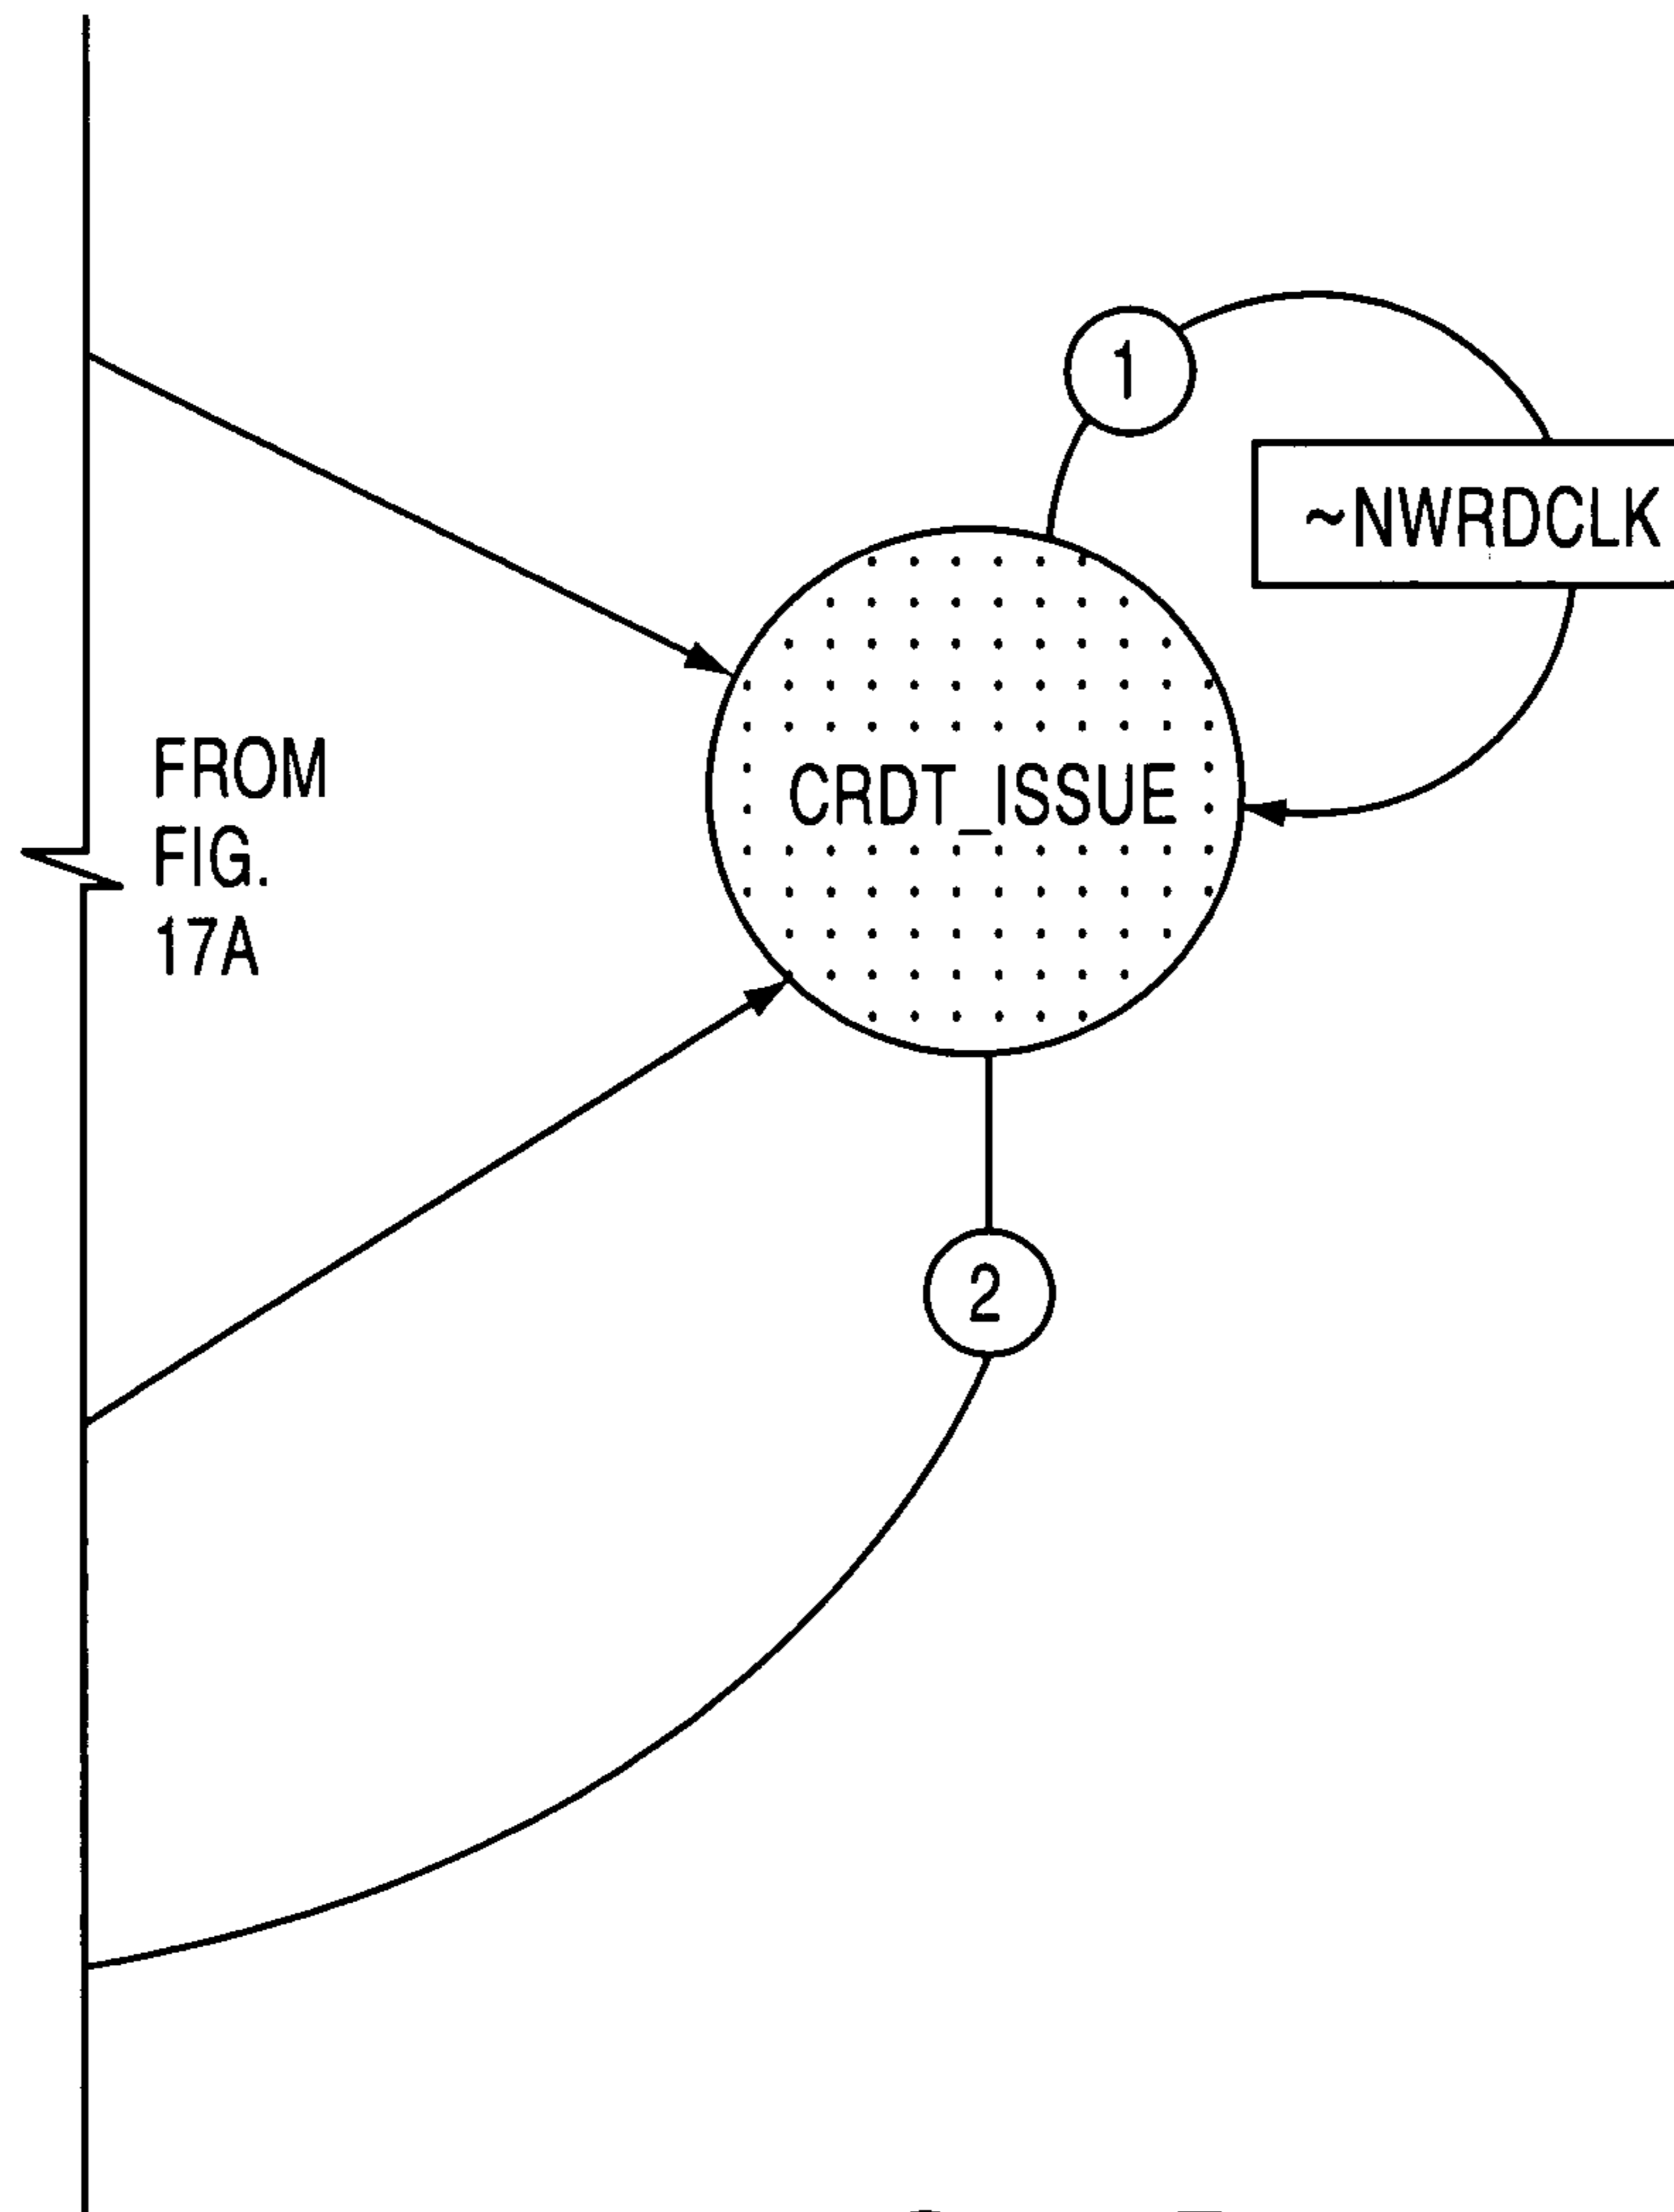 1
~NWRDCLK
FROM
FIG.
17A
CRDT_ISSUE
2